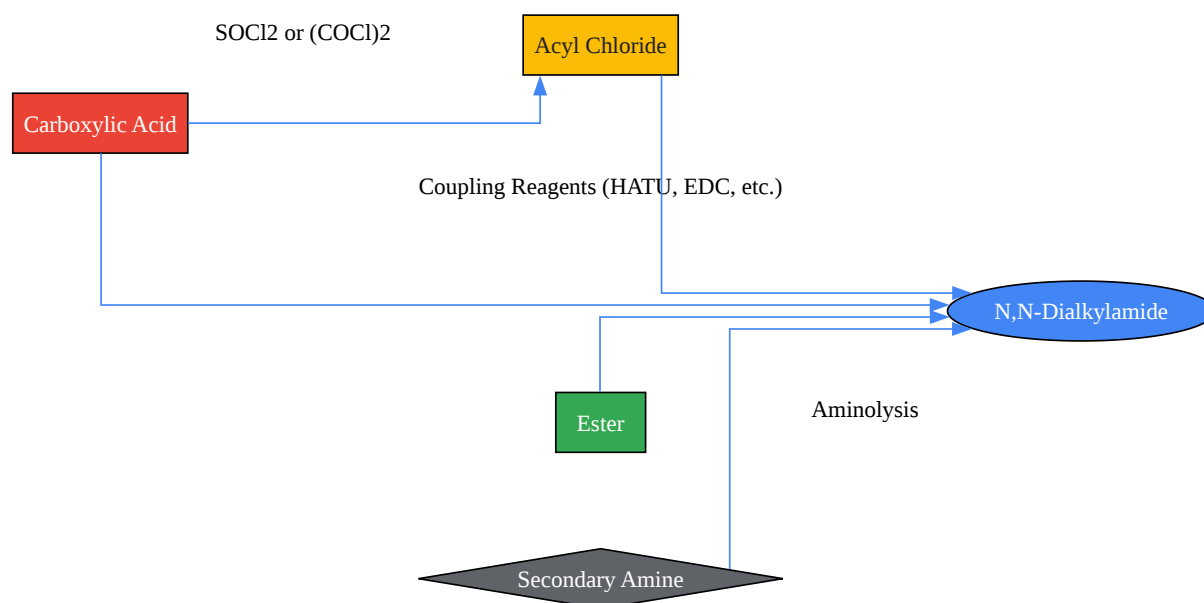 SOCl2 or (COCl)2
Acyl Chloride
Carboxylic Acid
Coupling Reagents (HATU, EDC, etc.)
N,N-Dialkylamide
Aminolysis
Ester
Secondary Amine